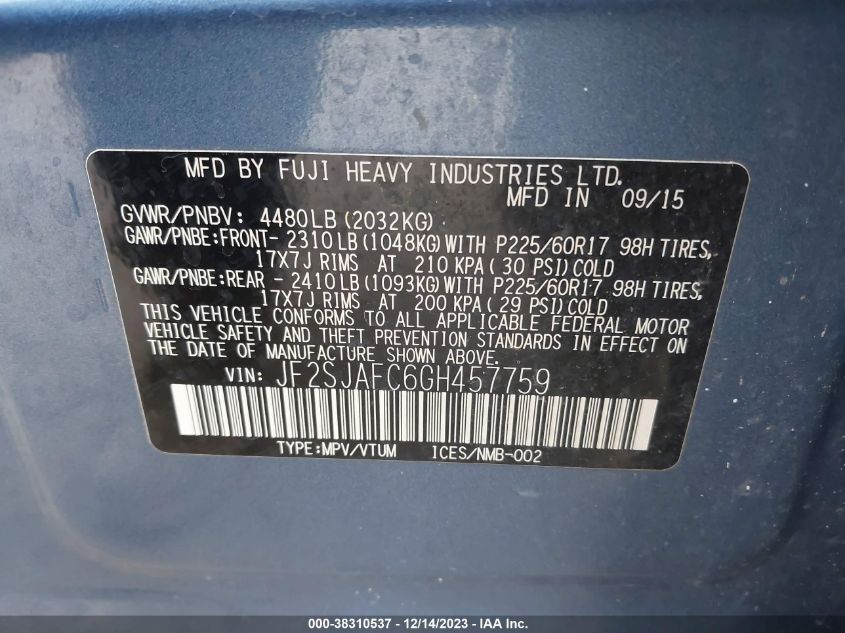 MFD BY FUJI HEAVY INDUSTRIES LTD.
MFD IN 09/15
GVWR/PNBV: 4480LB(2032KG)
GAWR/PNBE:FRONT- 2310LB(1048KG)WITH P225/60R17 98H TIRES,
17X7J RIMS AT 210 KPA( 30 PSI)COLD
GAWR/PNBE:REAR - 2410LB(1093KG)WITH P225/60R17 98H TIRES,
17X7J RIMS AT 200 KPA( 29 PSI)COLD
THIS VEHICLE CONFORMS TO ALL APPLICABLE FEDERAL MOTOR
VEHICLE SAFETY AND THEFT PREVENTION STANDARDS IN EFFECT ON
THE DATE OF MANUFACTURE SHOWN ABOVE.
VIN: JF2SJAFC6GH457759
TYPE:MPV/VTUM ICES/NMB-002
000-38310537 - 12/14/2023 - IAA Inc.